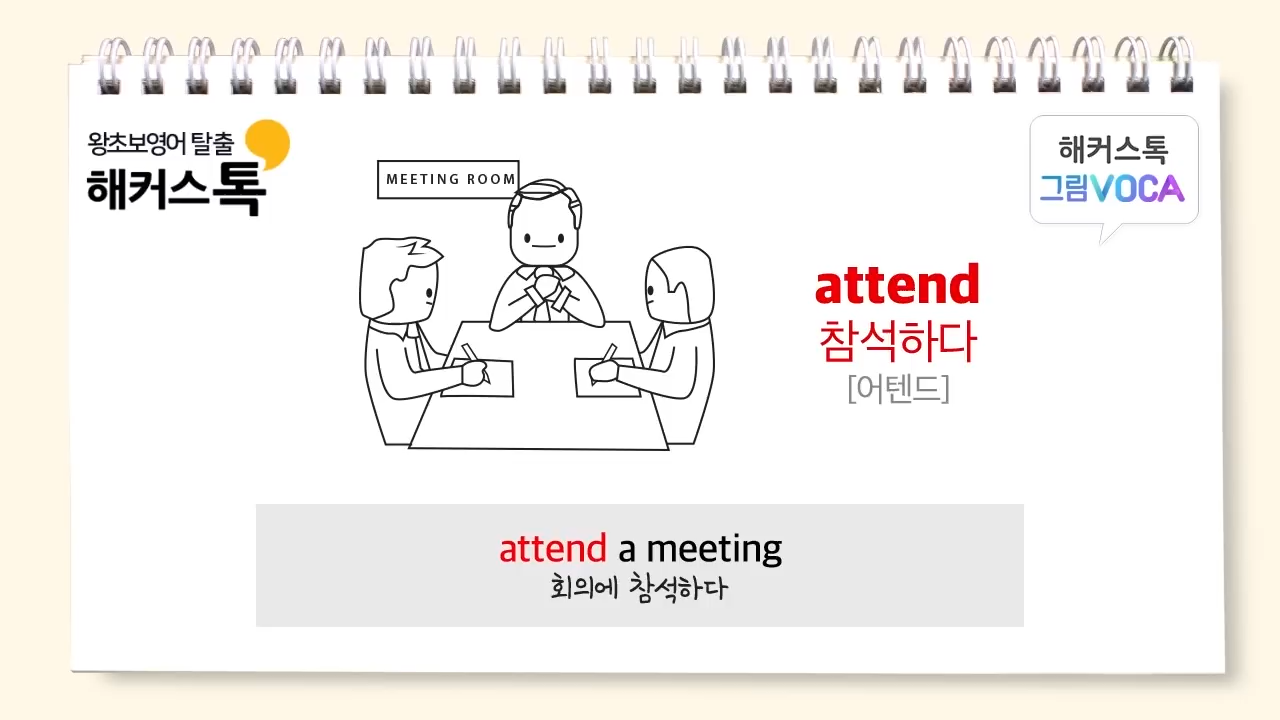 왕초보영어 탈출
해커스톡
MEETING ROOM
해커스톡
그림VOCA
attend
참석하다
[어텐드]
attend a meeting
회의에 참석하다